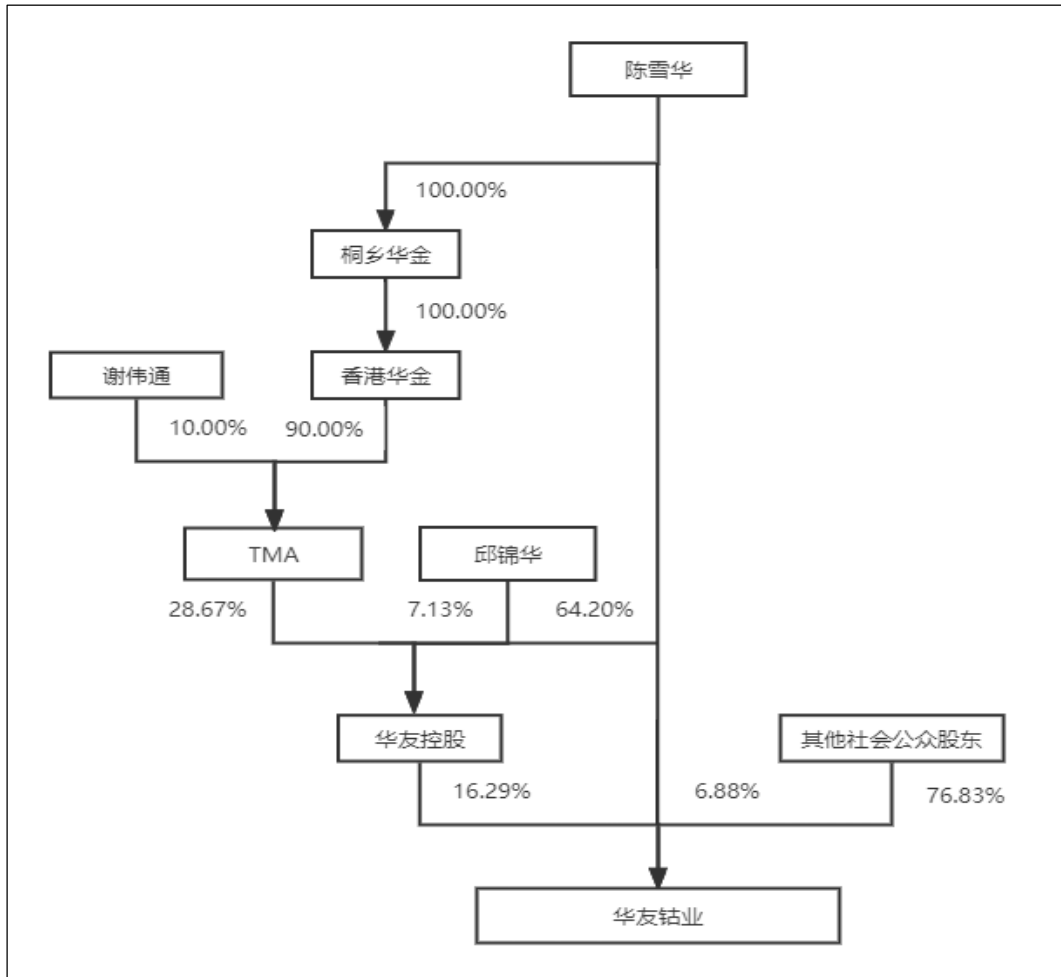 陈雪华
100.00%
桐乡华金
100.00%
谢伟通
香港华金
10.00%
90.00%
TMA
邱锦华
28.67%
7.13%
64.20%
华友控股
其他社会公众股东
16.29%
6.88%
76.83%
华友钴业